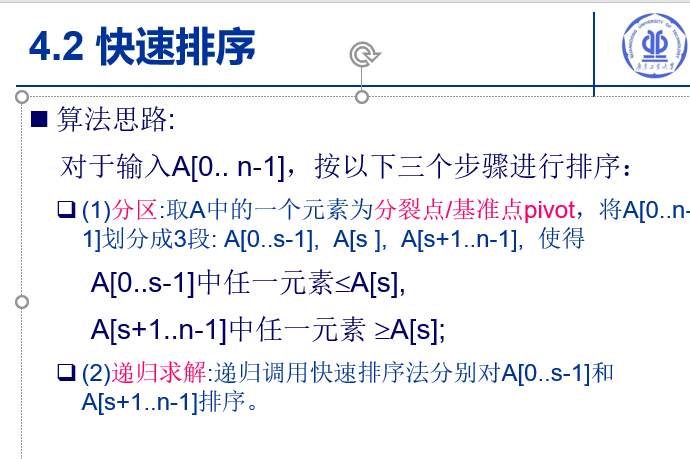 4.2 快速排序
算法思路:
对于输入A[0.. n-1]，按以下三个步骤进行排序：
(1)分区:取A中的一个元素为分裂点/基准点pivot，将A[0..n-
1]划分成3段: A[0..s-1], A[s ], A[s+1..n-1], 使得
A[0..s-1]中任一元素≤A[s],
A[s+1..n-1]中任一元素 ≥A[s];
(2)递归求解:递归调用快速排序法分别对A[0..s-1]和
A[s+1..n-1]排序。